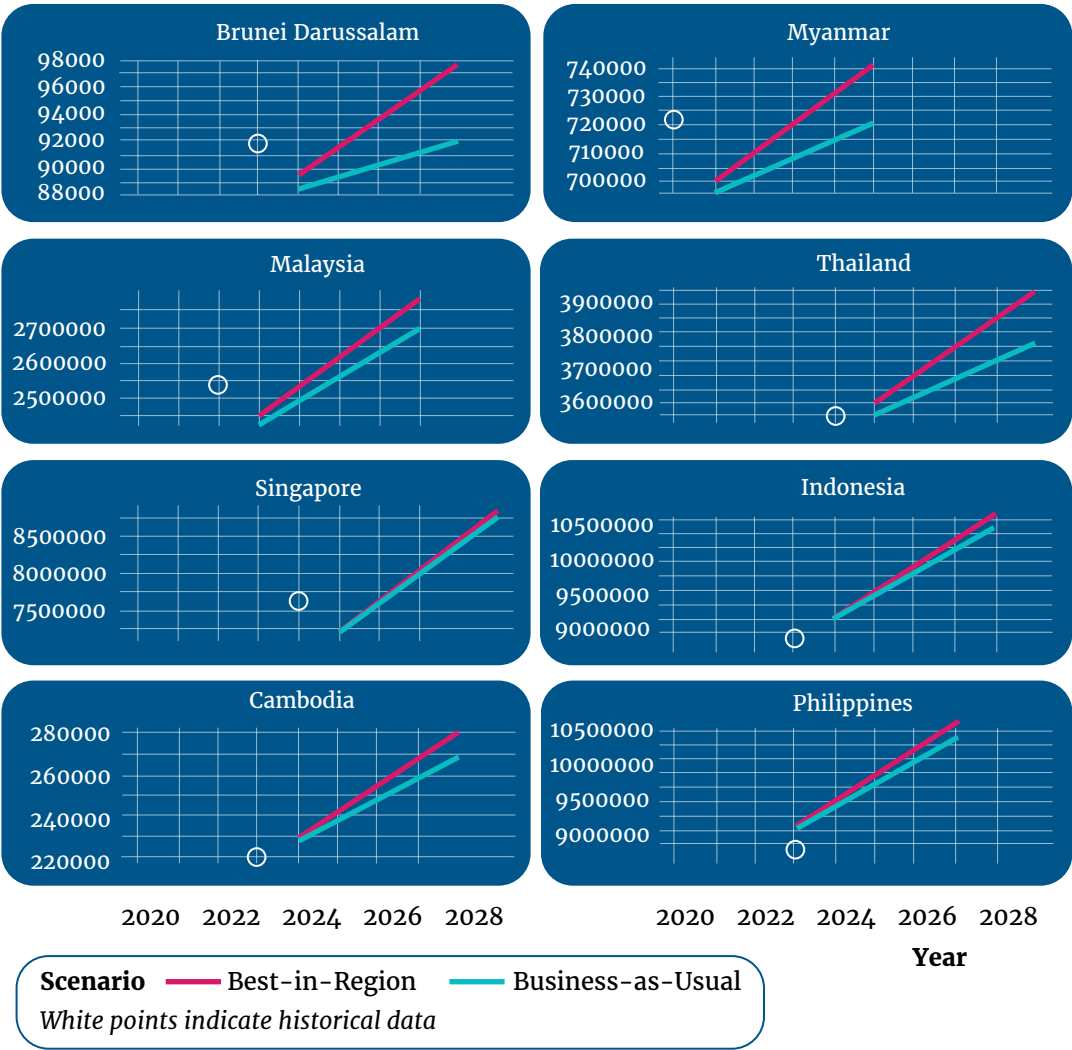 Brunei Darussalam
98000
96000
94000
92000
90000
88000
Myanmar
740000
730000
720000
710000
700000
Malaysia
2700000
2600000
2500000
Thailand
3900000
3800000
3700000
3600000
Singapore
8500000
8000000
7500000
Indonesia
10500000
10000000
9500000
9000000
Cambodia
280000
260000
240000
220000
Philippines
10500000
10000000
9500000
9000000
2020 2022 2024 2026 2028
2020 2022 2024 2026 2028
Year
Scenario Best-in-Region Business-as-Usual
White points indicate historical data